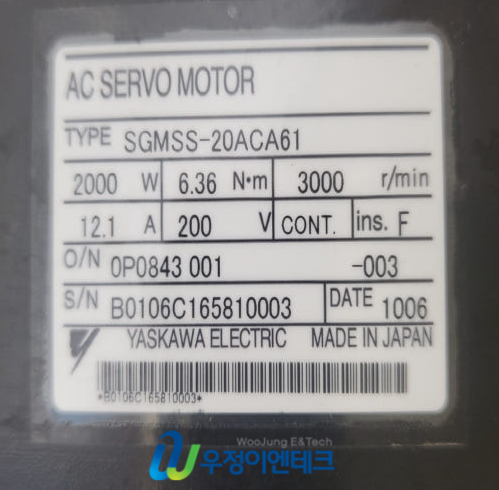 AC SERVO MOTOR
TYPE SGMSS-20ACA61
2000 W 6.36 N•m 3000 r/min
12.1 A 200 V CONT. ins. F
O/N 0P0843 001 -003
S/N B0106C165810003 DATE 1006
YASKAWA ELECTRIC MADE IN JAPAN
*B0106C165810003*
WooJung E&Tech
우정이엔테크